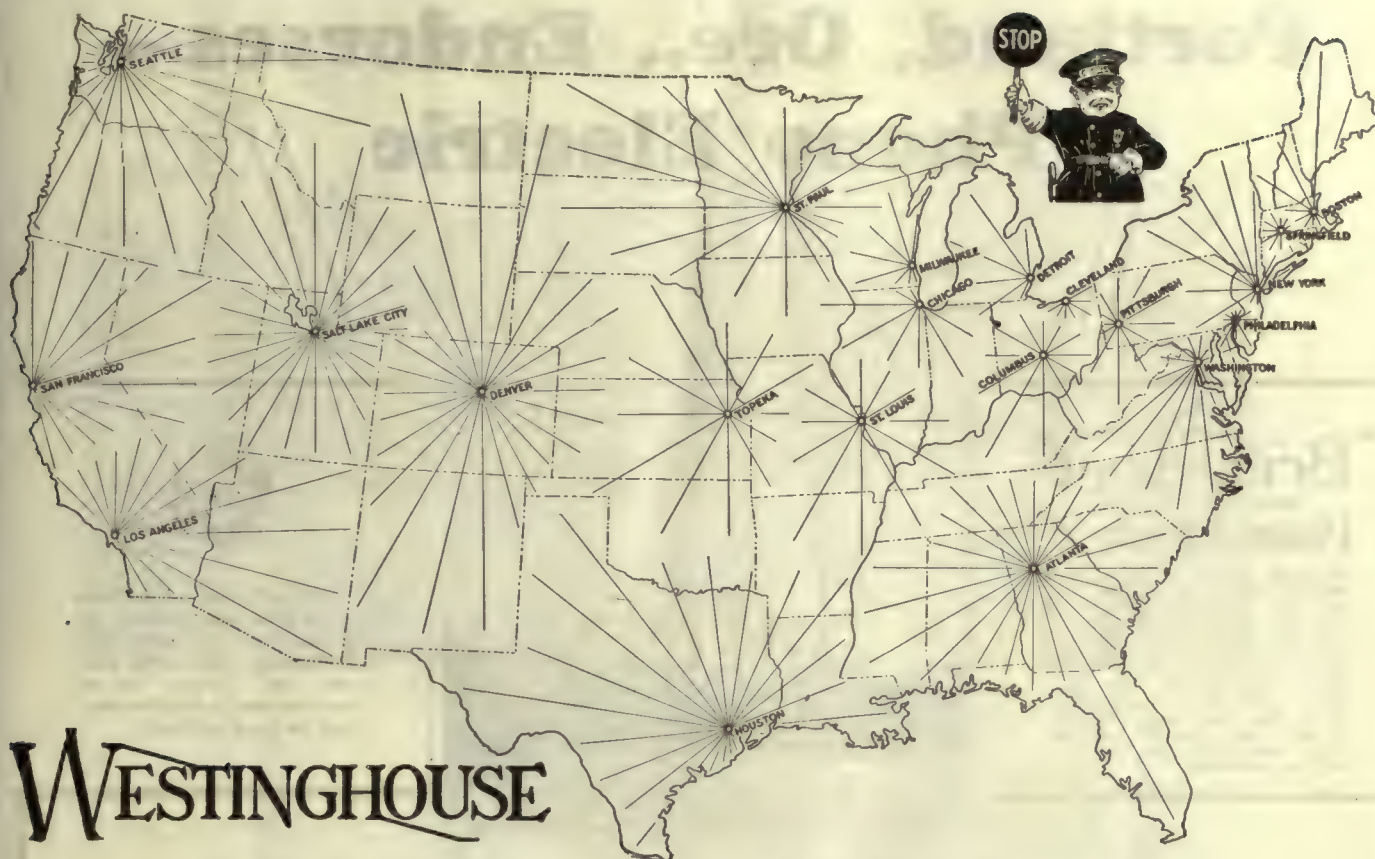 STOP
SEATTLE
ST. PAUL
BOSTON
SPRINGFIELD
MILWAUKEE
DETROIT
CLEVELAND
NEW YORK
CHICAGO
PITTSBURGH
PHILADELPHIA
SALT LAKE CITY
COLUMBUS
WASHINGTON
SAN FRANCISCO
DENVER
TOPEKA
ST. LOUIS
LOS ANGELES
ATLANTA
HOUSTON
WESTINGHOUSE